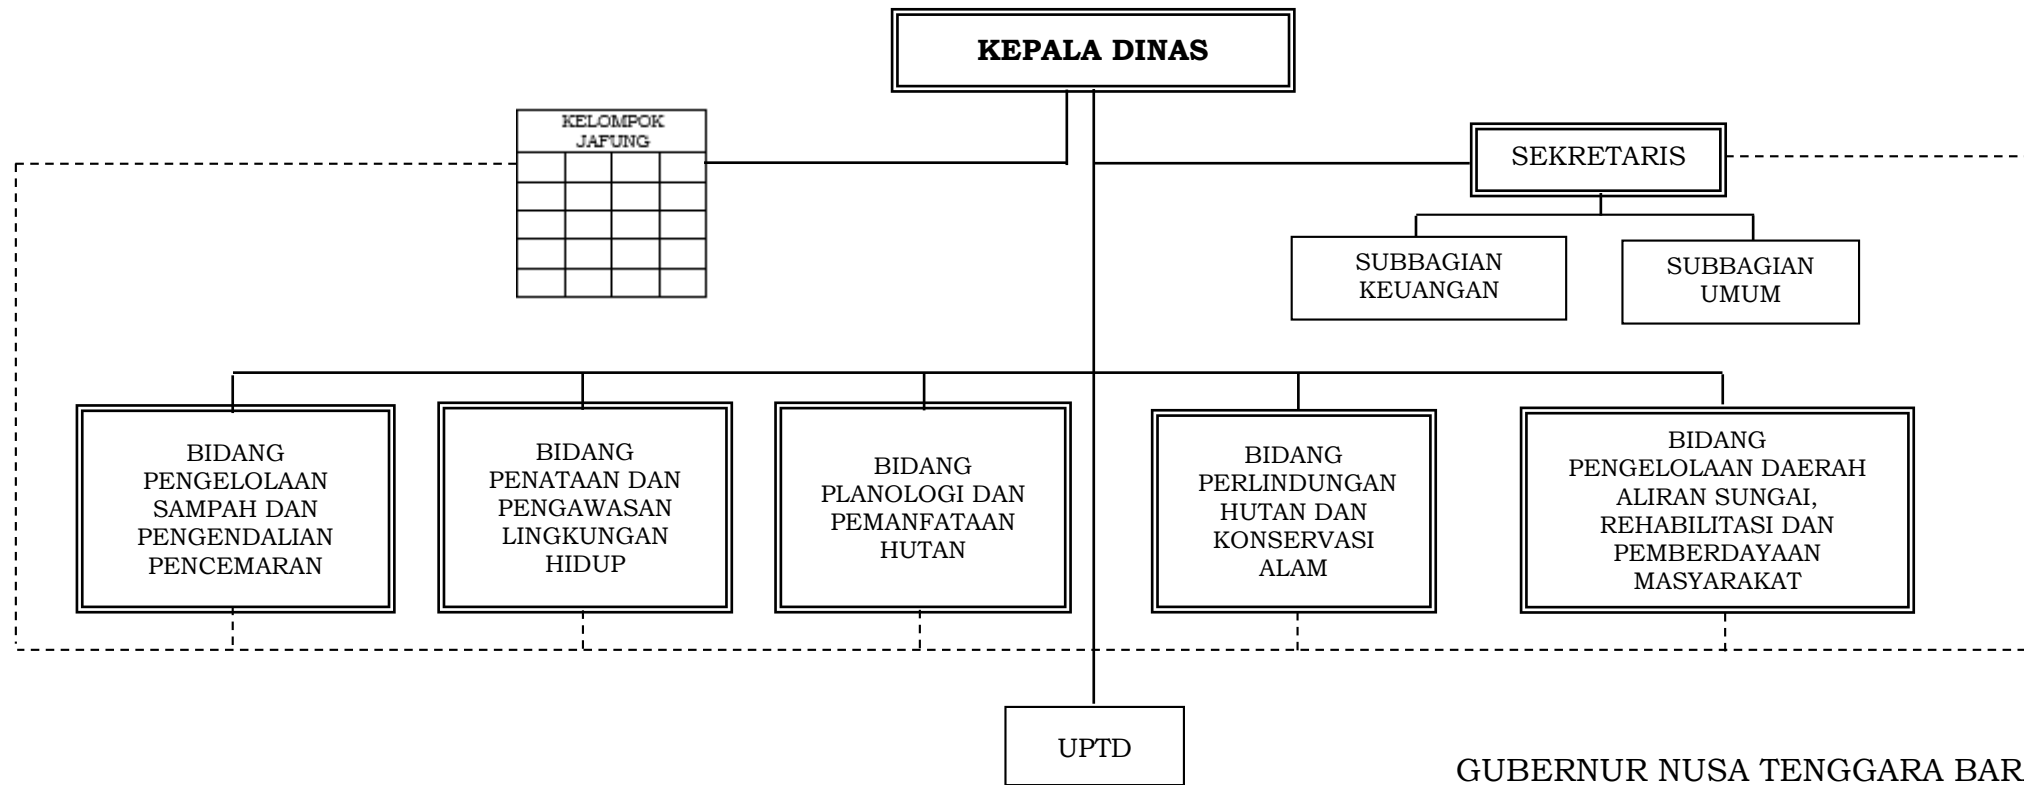 KEPALA DINAS
KELOMPOK
JAFUNG
SEKRETARIS
SUBBAGIAN
KEUANGAN
SUBBAGIAN
UMUM
BIDANG
PENGELOLAAN
SAMPAH DAN
PENGENDALIAN
PENCEMARAN
BIDANG
PENATAAN DAN
PENGAWASAN
LINGKUNGAN
HIDUP
BIDANG
PLANOLOGI DAN
PEMANFATAAN
HUTAN
BIDANG
PERLINDUNGAN
HUTAN DAN
KONSERVASI
ALAM
BIDANG
PENGELOLAAN DAERAH
ALIRAN SUNGAI,
REHABILITASI DAN
PEMBERDAYAAN
MASYARAKAT
UPTD
GUBERNUR NUSA TENGGARA BARA